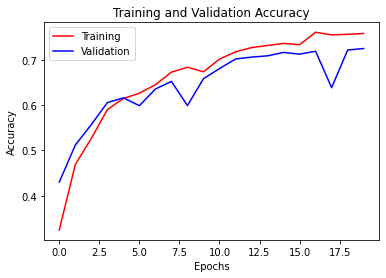 Training and Validation Accuracy
Training
Validation
0.7
0.6
0.5
0.4
Accuracy
0.0 2.5 5.0 7.5 10.0 12.5 15.0 17.5
Epochs